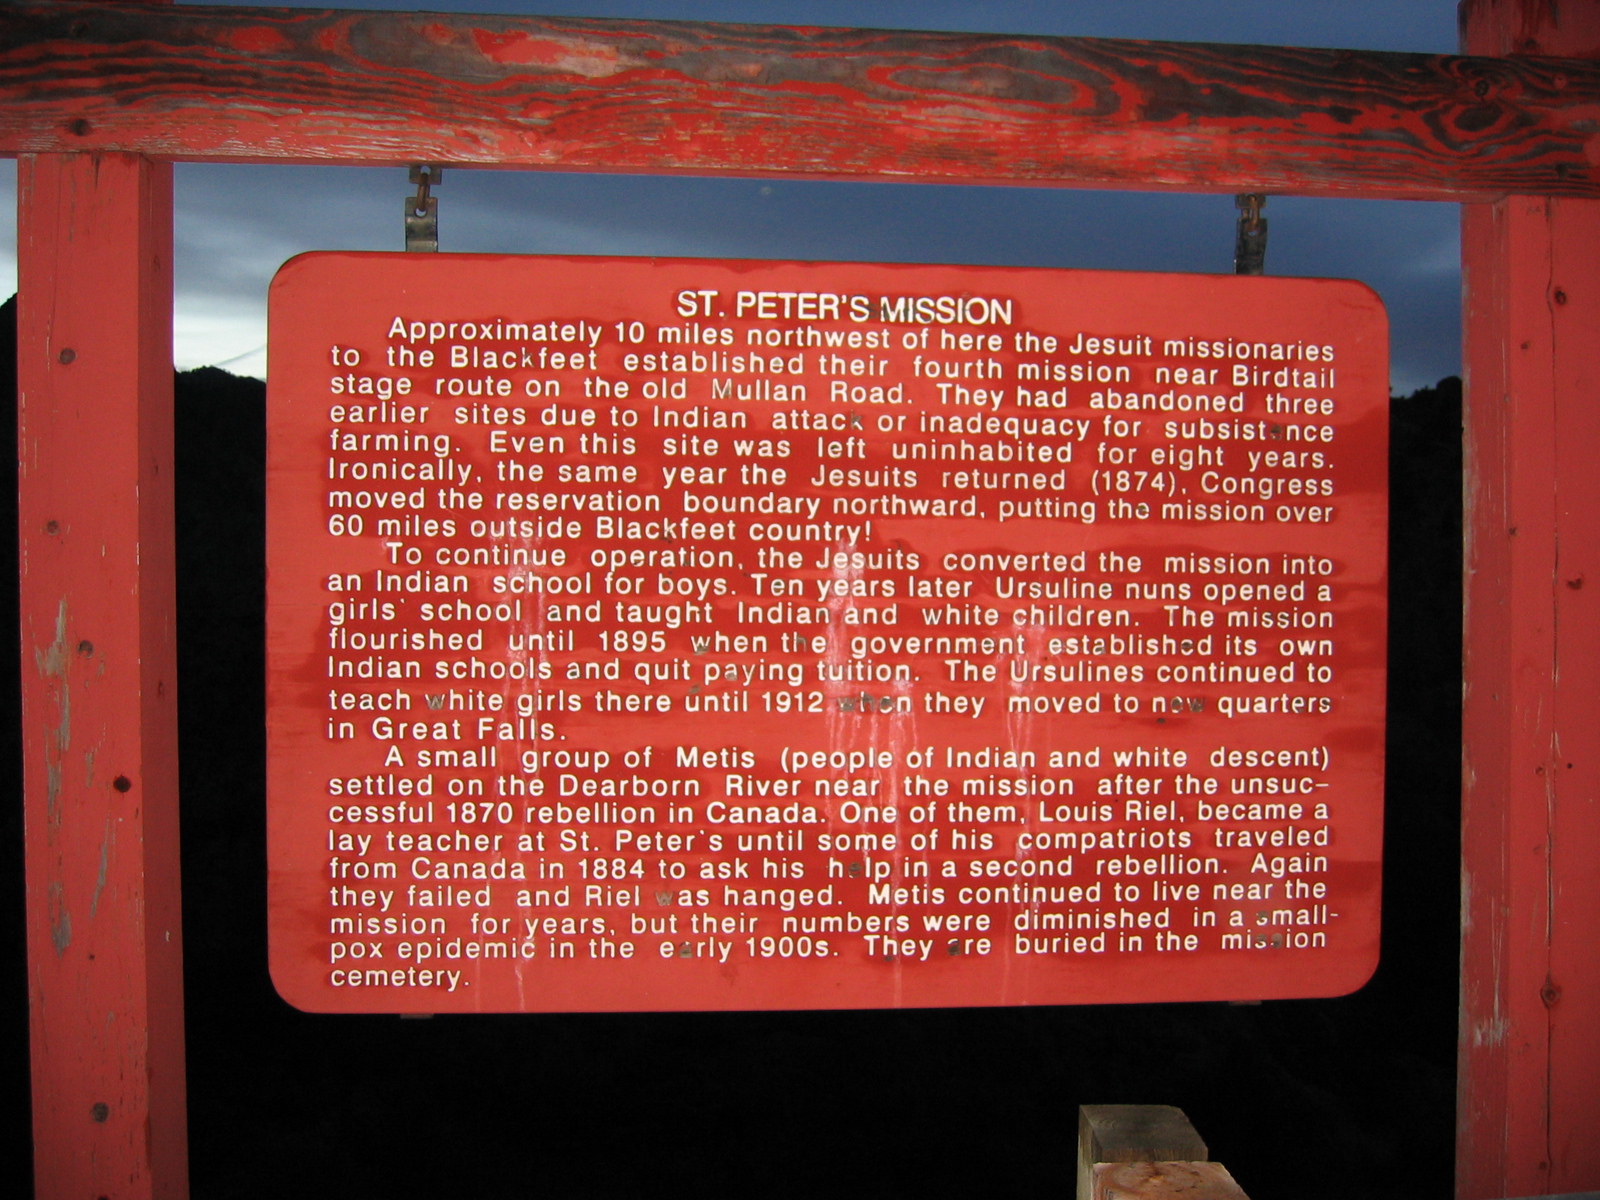 ST. PETER'S MISSION
Approximately 10 miles northwest of here the Jesuit missionaries
to the Blackfeet established their fourth mission near Birdtail
stage route on the old Mullan Road. They had abandoned three
earlier sites due to Indian attack or inadequacy for subsistence
farming. Even this site was left uninhabited for eight years.
Ironically, the same year the Jesuits returned (1874), Congress
moved the reservation boundary northward, putting the mission over
60 miles outside Blackfeet country!
To continue operation, the Jesuits converted the mission into
an Indian school for boys. Ten years later Ursuline nuns opened a
girls' school and taught Indian and white children. The mission
flourished until 1895 when the government established its own
Indian schools and quit paying tuition. The Ursulines continued to
teach white girls there until 1912 when they moved to new quarters
in Great Falls.
A small group of Metis (people of Indian and white descent)
settled on the Dearborn River near the mission after the unsuc-
cessful 1870 rebellion in Canada. One of them, Louis Riel, became a
lay teacher at St. Peter's until some of his compatriots traveled
from Canada in 1884 to ask his help in a second rebellion. Again
they failed and Riel was hanged. Metis continued to live near the
mission for years, but their numbers were diminished in a small-
pox epidemic in the early 1900s. They are buried in the mission
cemetery.